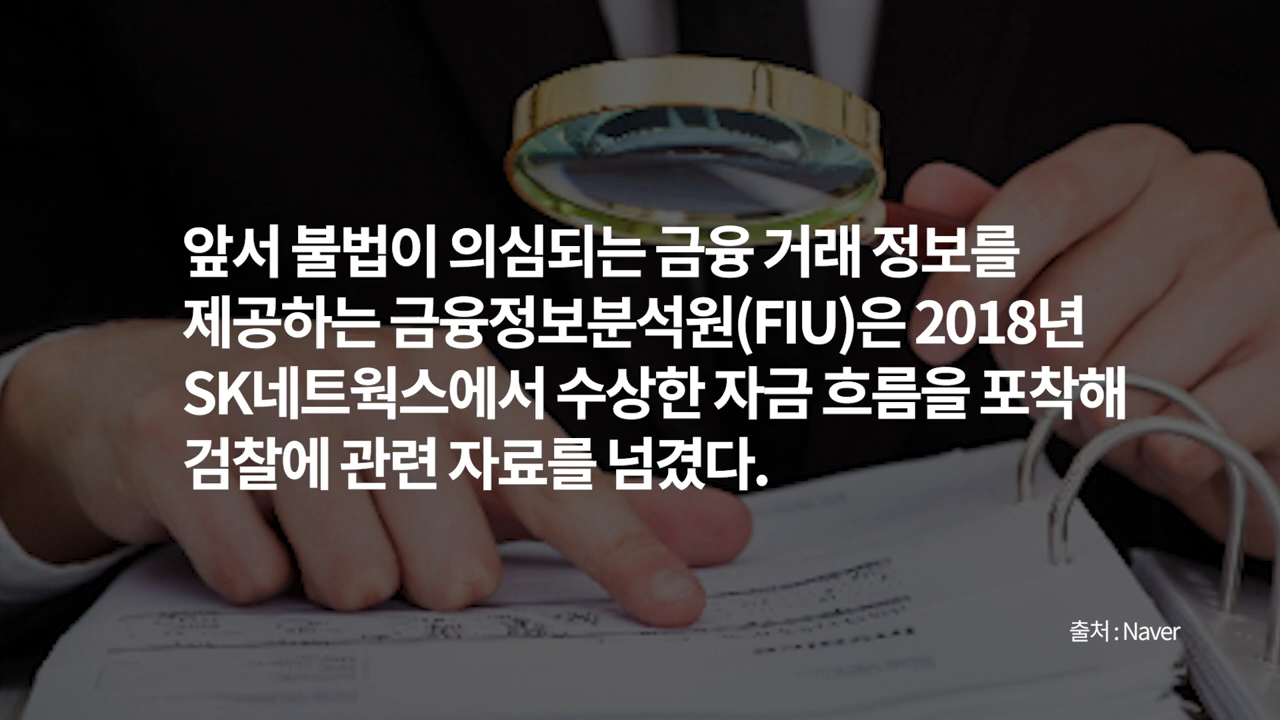 앞서 불법이 의심되는 금융 거래 정보를
제공하는 금융정보분석원(FIU)은 2018년
SK네트웍스에서 수상한 자금 흐름을 포착해
검찰에 관련 자료를 넘겼다.
Invoice
출처 : Naver